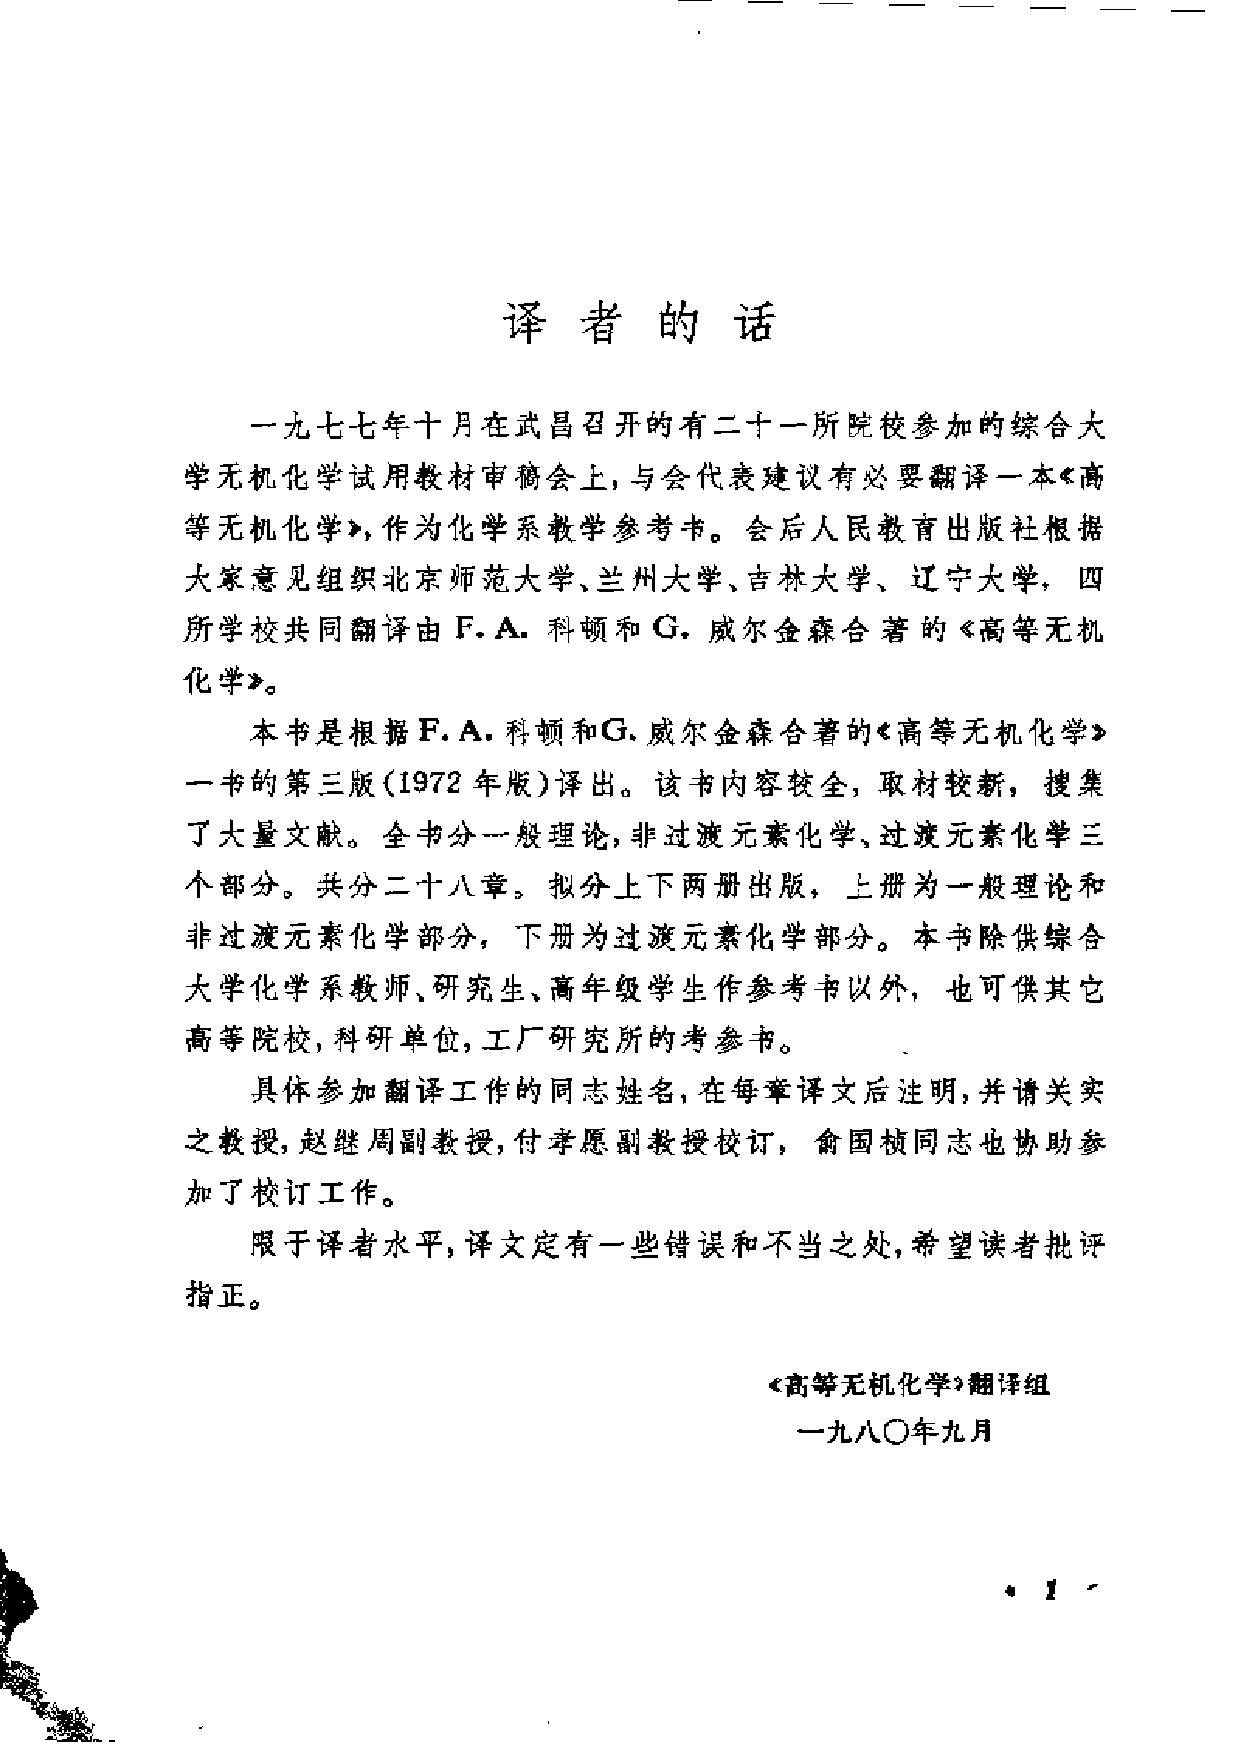 译者的话
一九七七年十月在武昌召开的有二十一所院校参加的综合大
学无机化学试用教材审稿会上,与会代表建议有必要翻译一本《高
等无机化学》,作为化学系教学参考书。会后人民教育出版社根据
大家意见组织北京师范大学、兰州大学、吉林大学、辽宁大学,四
所学校共同翻译由 F. A. 科顿和 G. 威尔金森合著的《高等无机
化学》。
本书是根据 F. A. 科顿和G. 威尔金森合著的《高等无机化学》
一书的第三版(1972 年版)译出。该书内容较全,取材较新,搜集
了大量文献。全书分一般理论,非过渡元素化学、过渡元素化学三
个部分。共分二十八章。拟分上下两册出版,上册为一般理论和
非过渡元素化学部分,下册为过渡元素化学部分。本书除供综合
大学化学系教师、研究生、高年级学生作参考书以外,也可供其它
高等院校,科研单位,工厂研究所的考参书。
具体参加翻译工作的同志姓名,在每章译文后注明,并请关实
之教授,赵继周副教授,付孝愿副教授校订,俞国桢同志也协助参
加了校订工作。
限于译者水平,译文定有一些错误和不当之处,希望读者批评
指正。
《高等无机化学》翻译组
一九八〇年九月
• 1 •